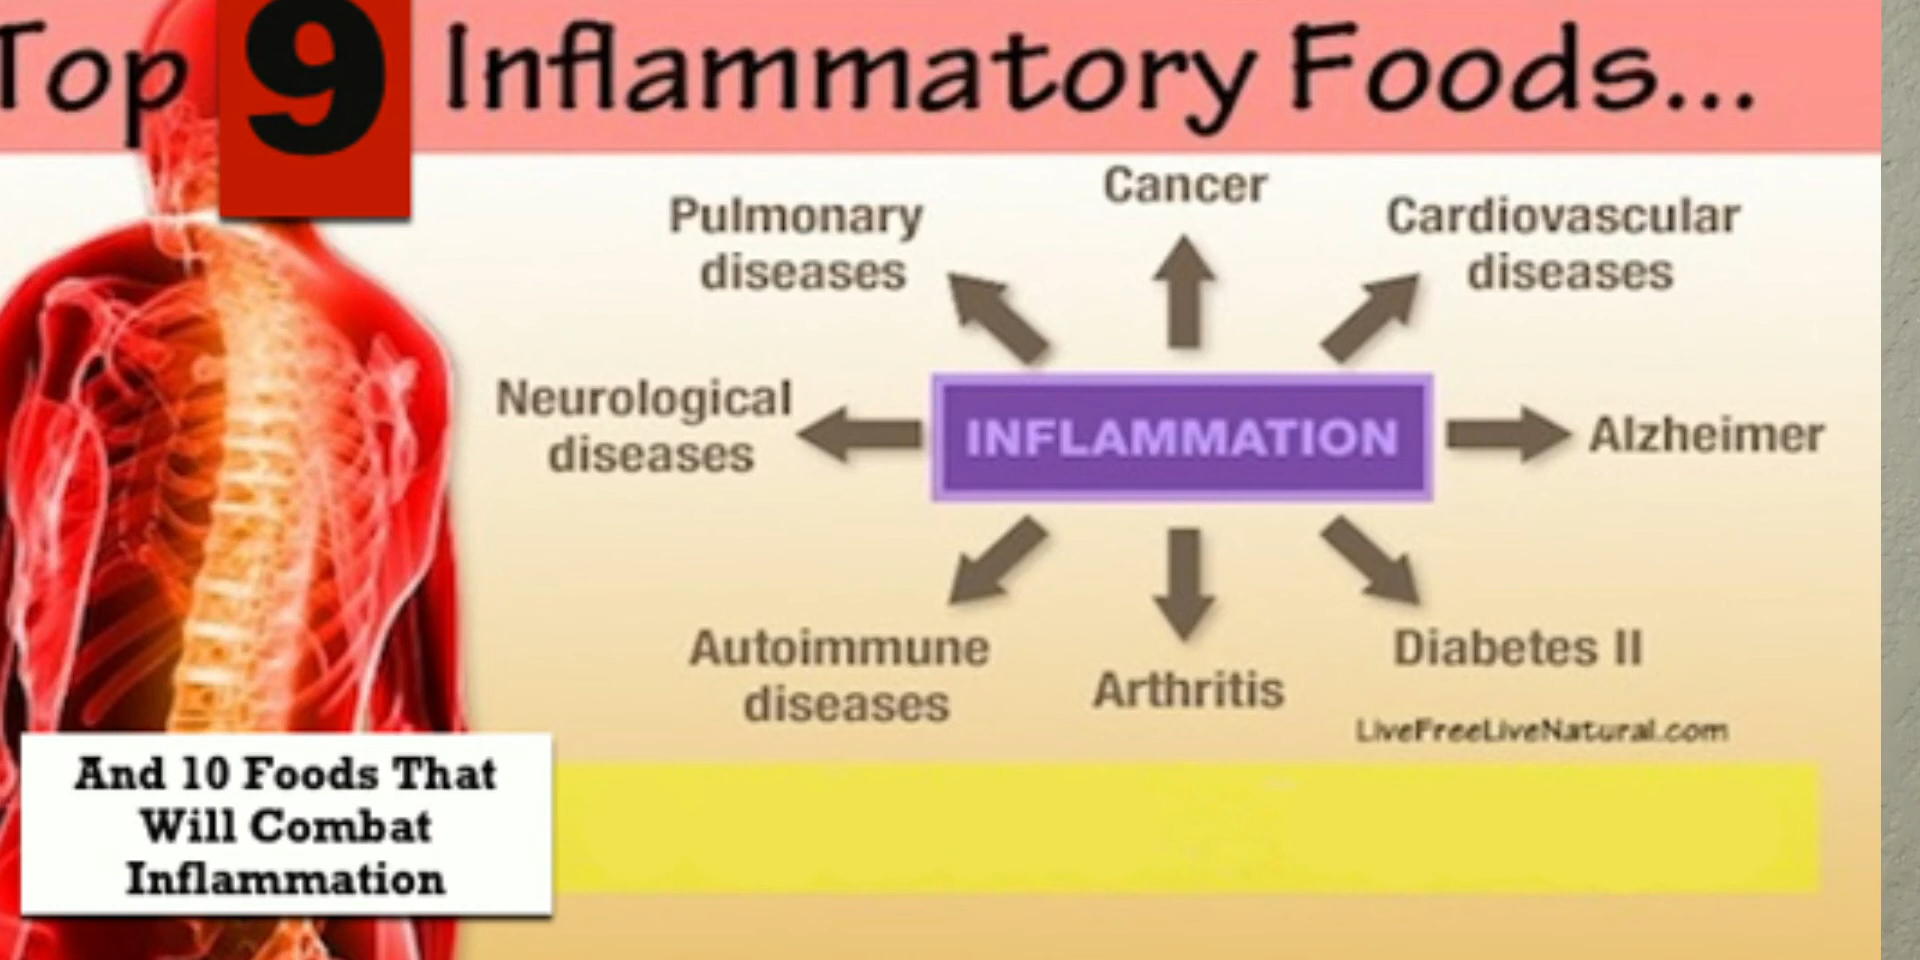 Top 9 Inflammatory Foods...
Cancer
Pulmonary
diseases
Cardiovascular
diseases
Neurological
diseases
INFLAMMATION
Alzheimer
Autoimmune
diseases
Arthritis
Diabetes II
LiveFreeLiveNatural.com
And 10 Foods That
Will Combat
Inflammation